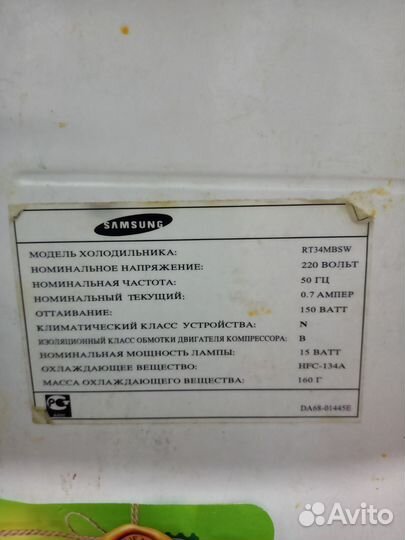 SAMSUNG
МОДЕЛЬ ХОЛОДИЛЬНИКА: RT34MBSW
НОМИНАЛЬНОЕ НАПРЯЖЕНИЕ: 220 ВОЛЬТ
НОМИНАЛЬНАЯ ЧАСТОТА: 50 ГЦ
НОМИНАЛЬНЫЙ ТЕКУЩИЙ: 0.7 АМПЕР
ОТТАИВАНИЕ: 150 ВАТТ
КЛИМАТИЧЕСКИЙ КЛАСС УСТРОЙСТВА: N
ИЗОЛЯЦИОННЫЙ КЛАСС ОБМОТКИ ДВИГАТЕЛЯ КОМПРЕССОРА: B
НОМИНАЛЬНАЯ МОЩНОСТЬ ЛАМПЫ: 15 ВАТТ
ОХЛАЖДАЮЩЕЕ ВЕЩЕСТВО: HFC-134A
МАССА ОХЛАЖДАЮЩЕГО ВЕЩЕСТВА: 160 Г
DA68-01445E
Avito